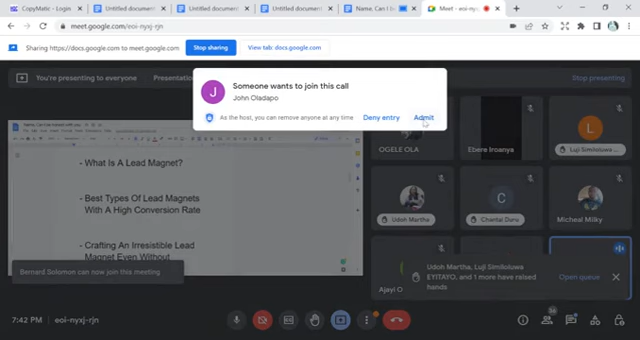 CopyMatic - Login
Untitled document
Untitled document
Untitled document
Name, Can I b
Meet – eoi-ny
meet.google.com/eoi-nyxj-rjn
Sharing https://docs.google.com to meet.google.com
Stop sharing
View tab: docs.google.com
You're presenting to everyone
Presentation
Stop presenting
Someone wants to join this call
J
John Oladapo
As the host, you can remove anyone at any time
Deny entry
Admit
- What Is A Lead Magnet?
- Best Types Of Lead Magnets
With A High Conversion Rate
- Crafting An Irresistible Lead
Magnet Even Without
Bernard Solomon can now join this meeting
OGELE OLA
Ebere Iroanya
L
Luji Similoluwa ...
Udoh Martha
C
Chantal Duru
Micheal Milky
Ajayi O
Udoh Martha, Luji Similoluwa
EYITAYO, and 1 more have raised
hands
Open queue
7:42 PM
eoi-nyxj-rjn